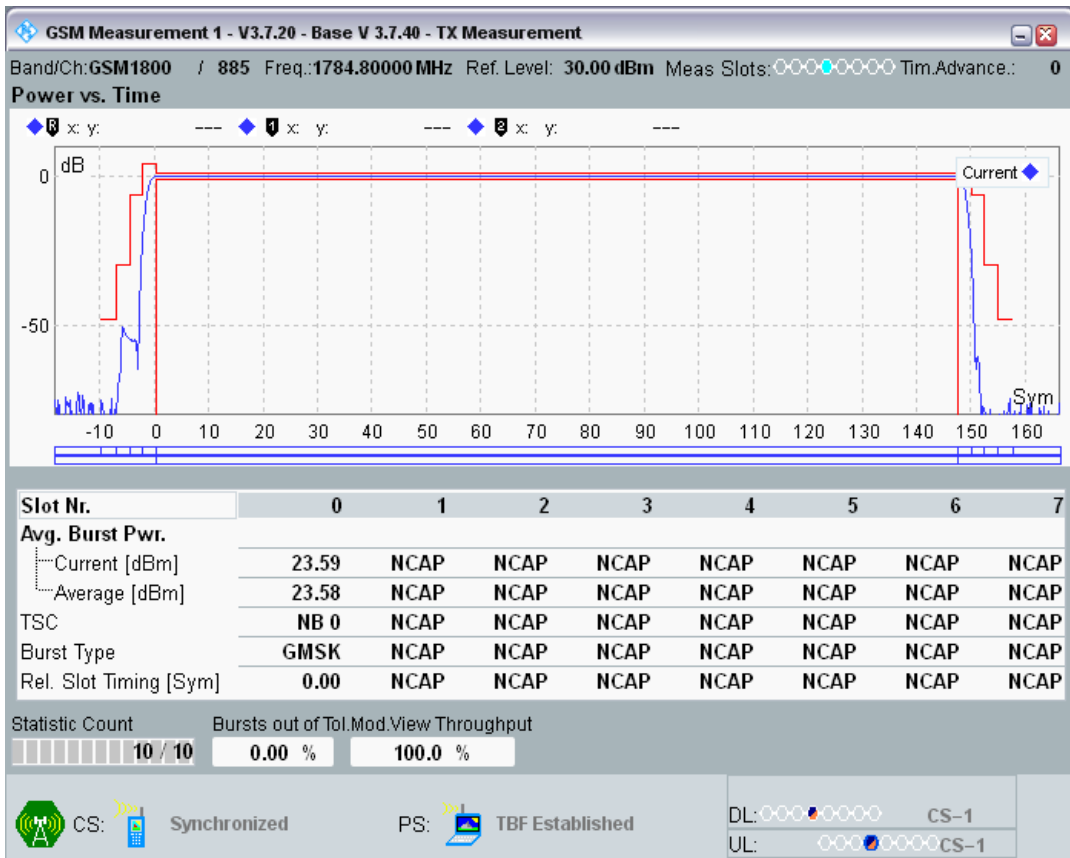 GSM Measurement 1 - V3.7.20 - Base V 3.7.40 - TX Measurement
Band/Ch:GSM1800 / 885 Freq.:1784.80000 MHz Ref. Level: 30.00 dBm Meas Slots: Tim.Advance.: 0
Power vs. Time
R x: y: --- 1 x: y: --- 2 x: y: ---
dB
Current
0
-50
Sym
-10 0 10 20 30 40 50 60 70 80 90 100 110 120 130 140 150 160
Slot Nr. 0 1 2 3 4 5 6 7
Avg. Burst Pwr.
Current [dBm] 23.59 NCAP NCAP NCAP NCAP NCAP NCAP NCAP
Average [dBm] 23.58 NCAP NCAP NCAP NCAP NCAP NCAP NCAP
TSC NB 0 NCAP NCAP NCAP NCAP NCAP NCAP NCAP
Burst Type GMSK NCAP NCAP NCAP NCAP NCAP NCAP NCAP
Rel. Slot Timing [Sym] 0.00 NCAP NCAP NCAP NCAP NCAP NCAP NCAP
Statistic Count Bursts out of Tol.Mod.View Throughput
10 / 10 0.00 % 100.0 %
CS: Synchronized PS: TBF Established
DL: CS-1
UL: CS-1